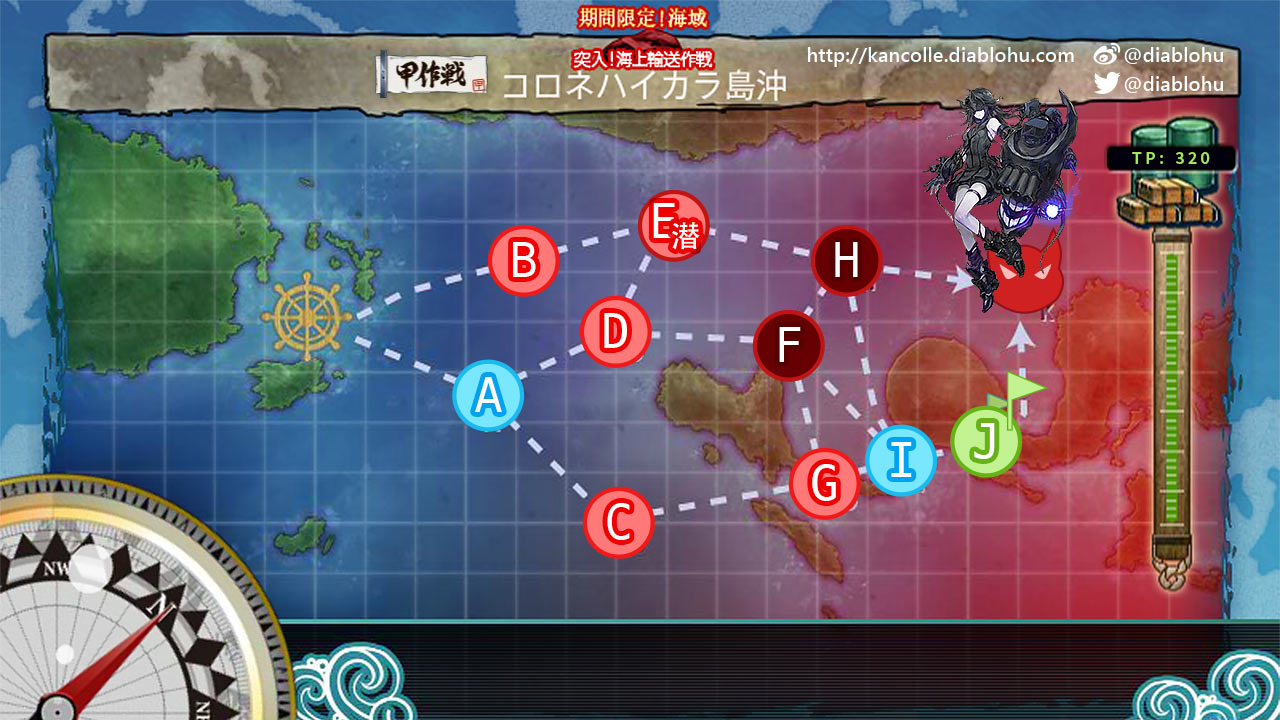 期間限定!海域
突入!海上輸送作戦
甲作戦
コロネハイカラ島沖
http://kancolle.diablohu.com
@diablohu
@diablohu
TP: 320
E潜
B
H
D
F
K
A
J
I
G
C
NW
N